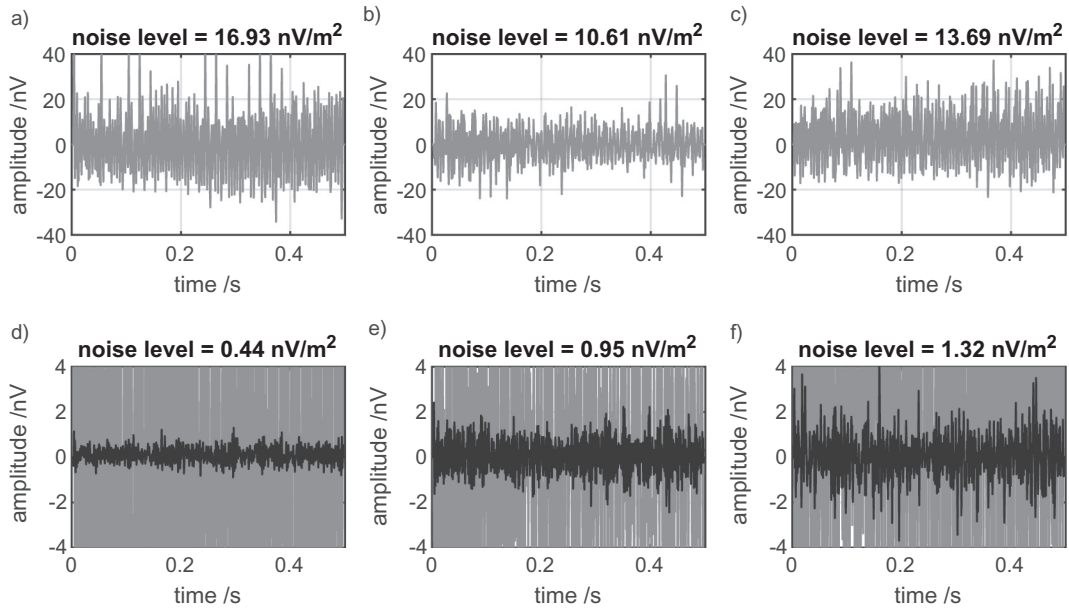 a)
noise level = 16.93 nV/m²
40
20
0
-20
-40
amplitude /nV
0
0.2
0.4
time /s
b)
noise level = 10.61 nV/m²
40
20
0
-20
-40
amplitude /nV
0
0.2
0.4
time /s
c)
noise level = 13.69 nV/m²
40
20
0
-20
-40
amplitude /nV
0
0.2
0.4
time /s
d)
noise level = 0.44 nV/m²
4
2
0
-2
-4
amplitude /nV
0
0.2
0.4
time /s
e)
noise level = 0.95 nV/m²
4
2
0
-2
-4
amplitude /nV
0
0.2
0.4
time /s
f)
noise level = 1.32 nV/m²
4
2
0
-2
-4
amplitude /nV
0
0.2
0.4
time /s